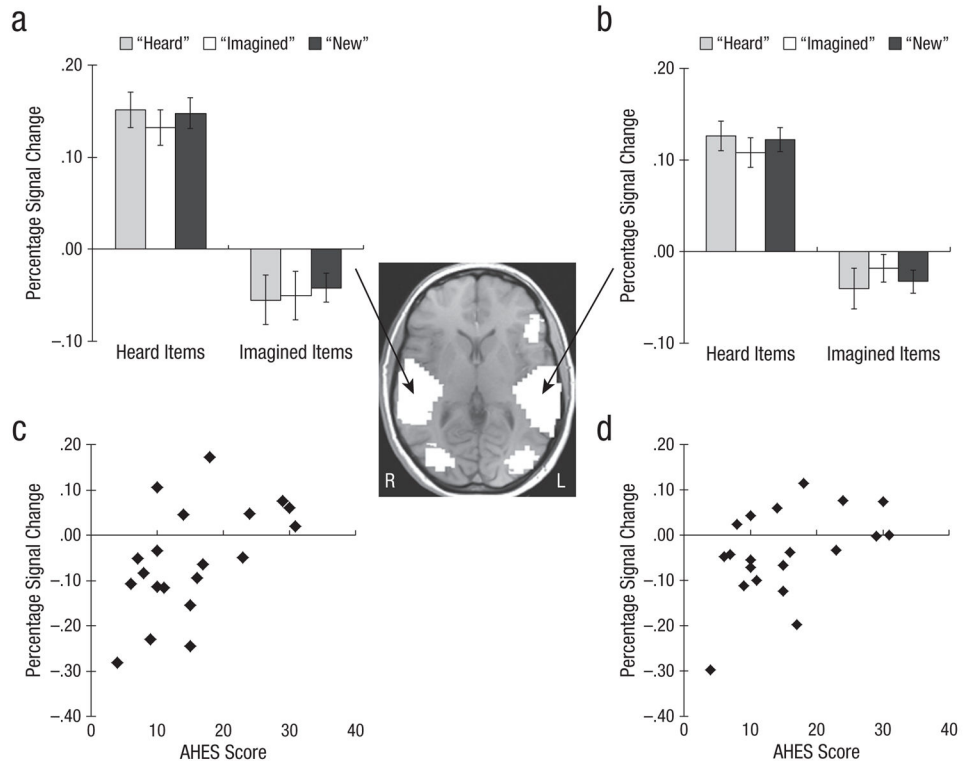 a
"Heard" "Imagined" "New"
Percentage Signal Change
.20
.10
.00
–.10
Heard Items Imagined Items
b
"Heard" "Imagined" "New"
Percentage Signal Change
.20
.10
.00
–.10
Heard Items Imagined Items
R L
c
Percentage Signal Change
.20
.10
.00
–.10
–.20
–.30
–.40
0 10 20 30 40
AHES Score
d
Percentage Signal Change
.20
.10
.00
–.10
–.20
–.30
–.40
0 10 20 30 40
AHES Score